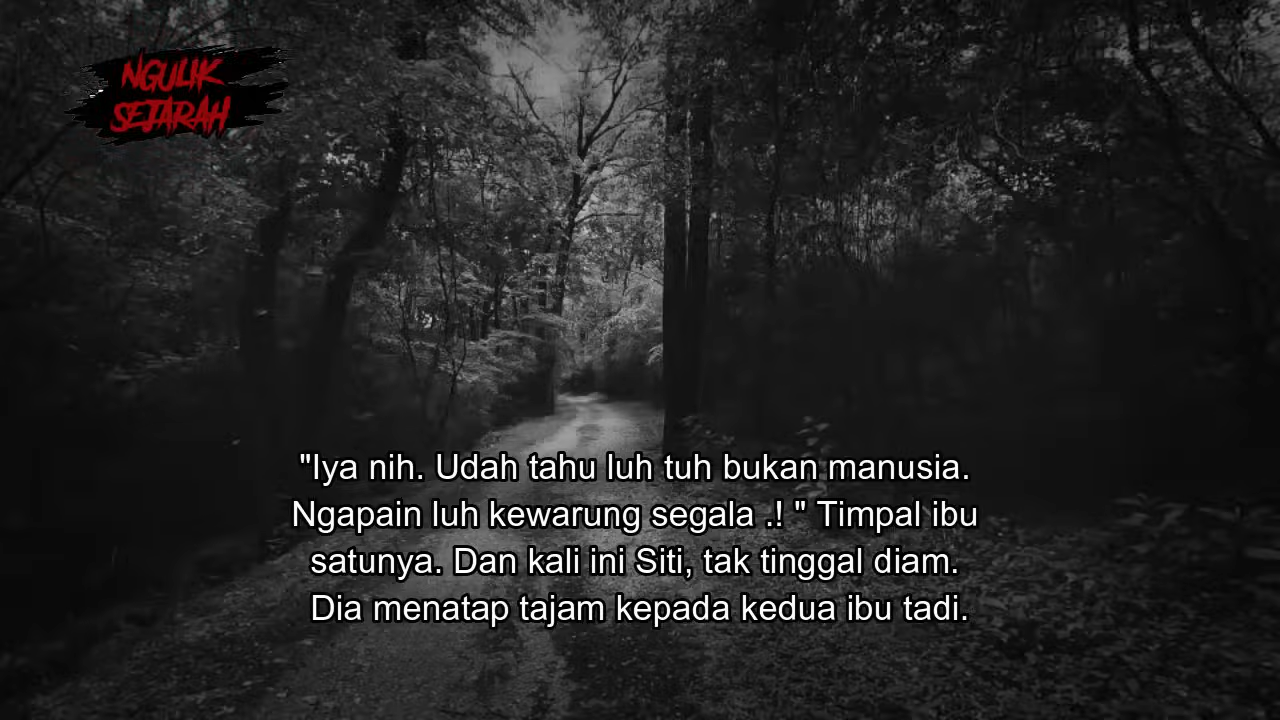 NGULIK
SEJARAH
"Iya nih. Udah tahu luh tuh bukan manusia.
Ngapain luh kewarung segala .! " Timpal ibu
satunya. Dan kali ini Siti, tak tinggal diam.
Dia menatap tajam kepada kedua ibu tadi.